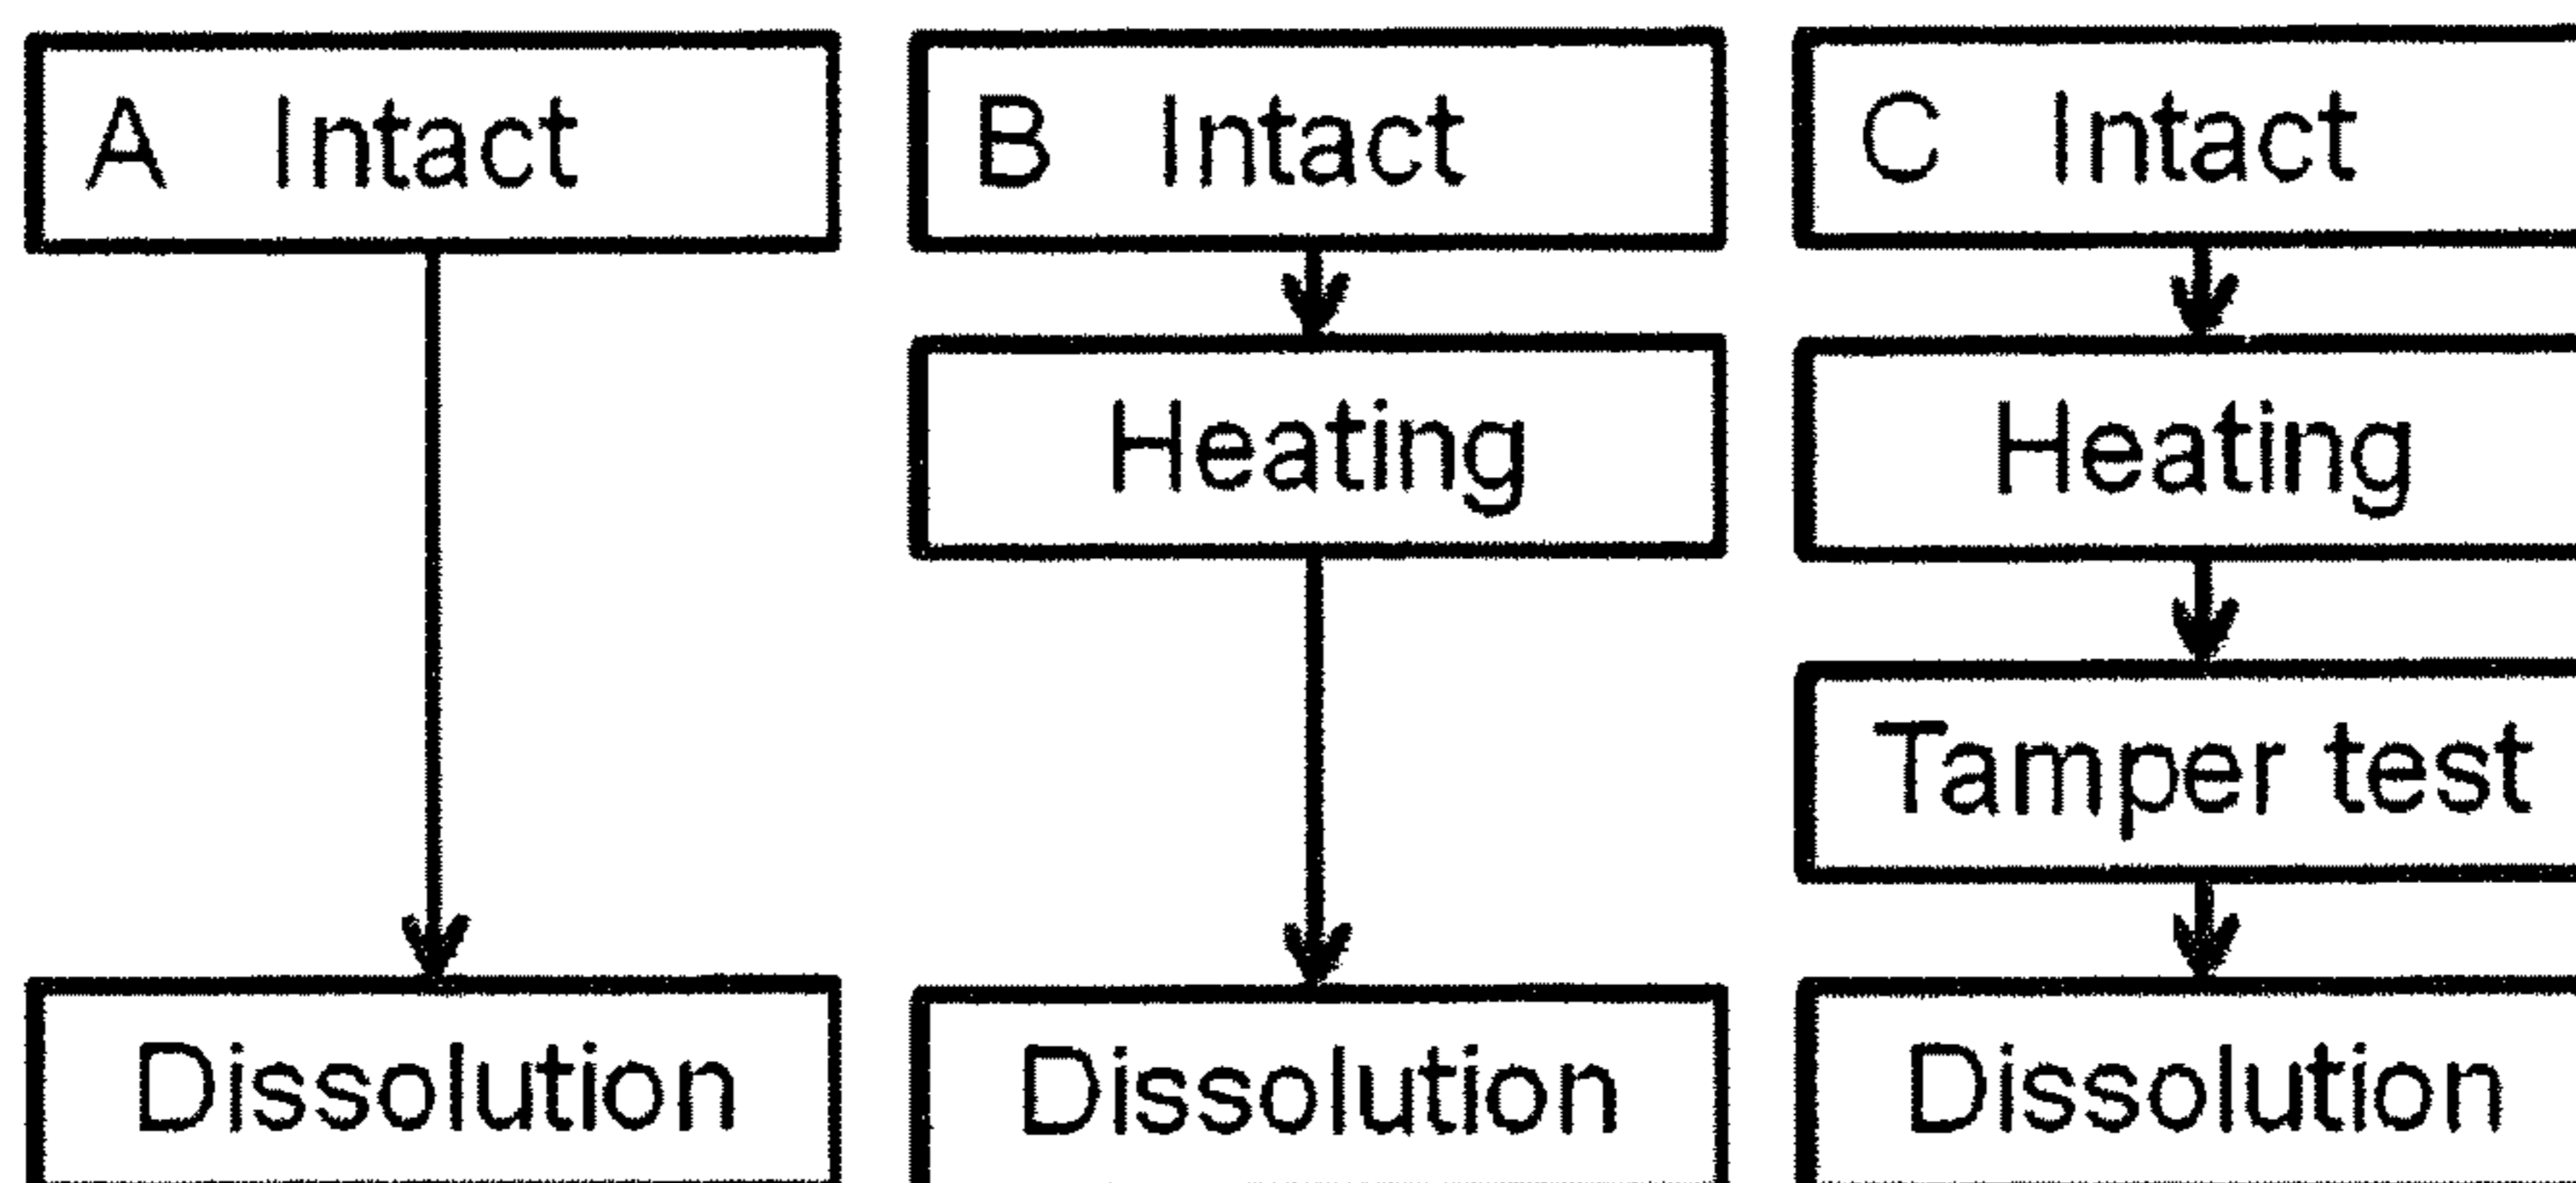 A Intact
B Intact
C Intact
Heating
Heating
Tamper test
Dissolution
Dissolution
Dissolution